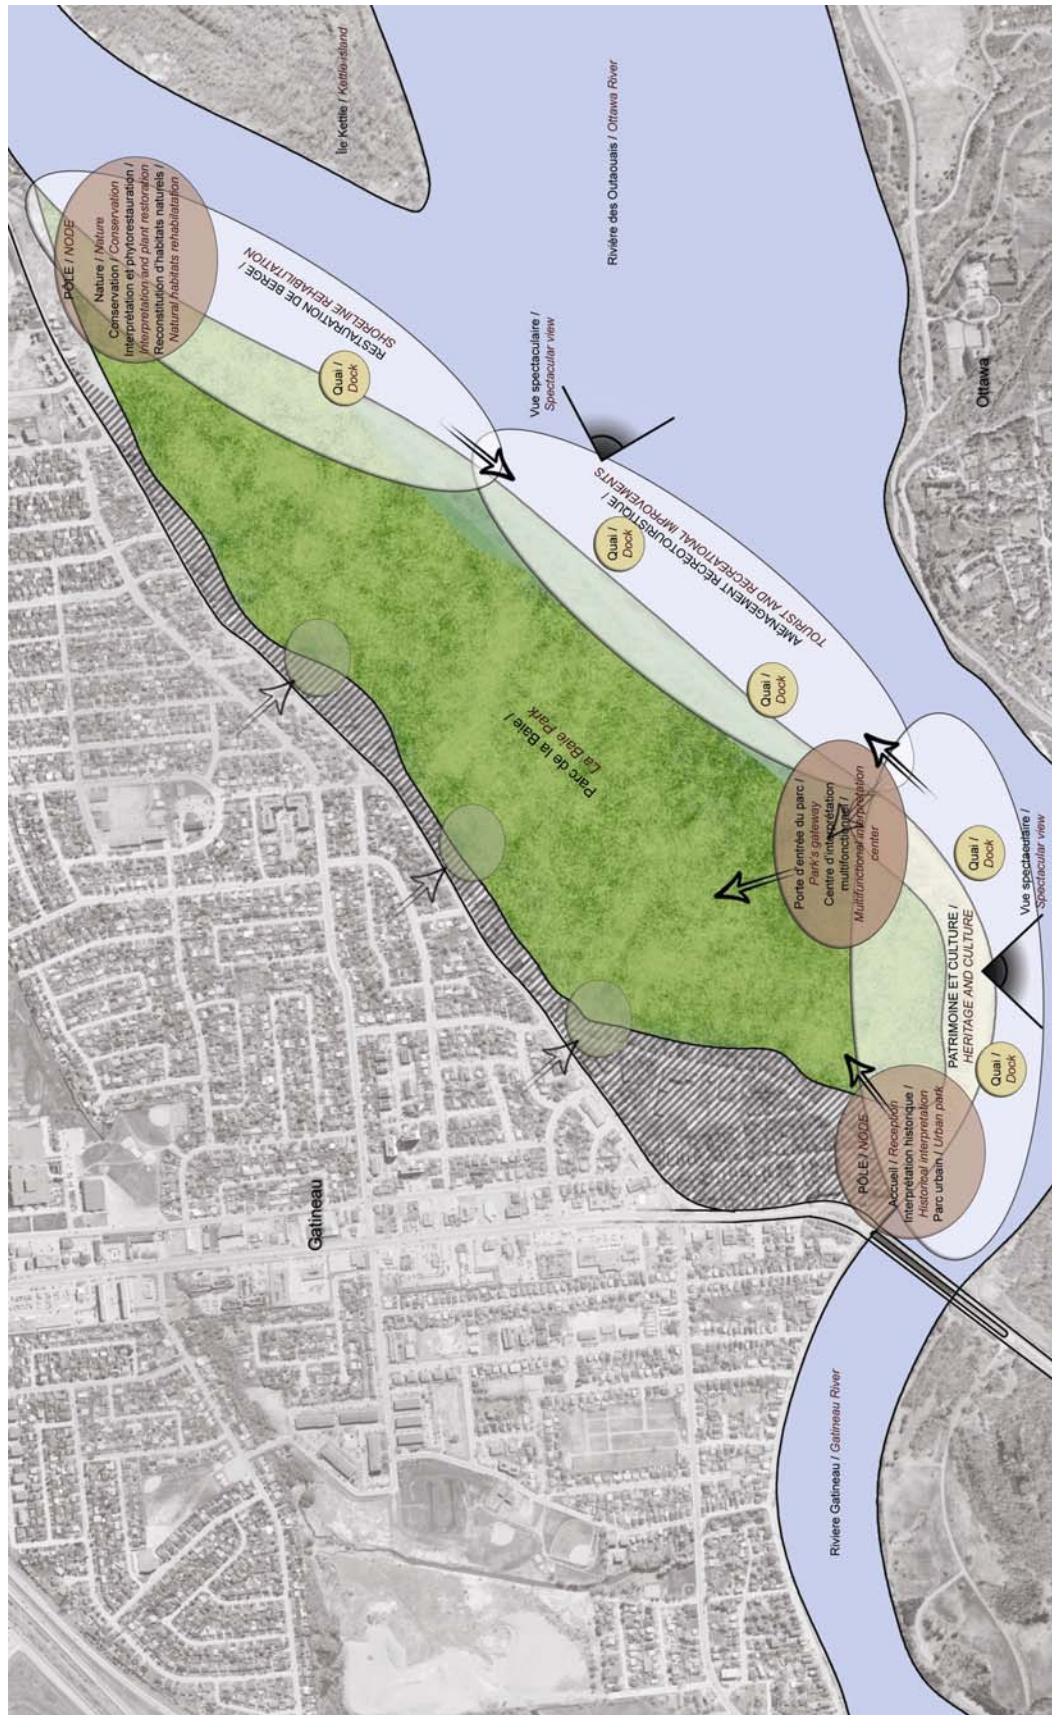 Île Kettle / Kettle island
PÔLE / NODE
Nature / Nature
Conservation / Conservation
Interprétation et phytorestauration /
Interpretation and plant restoration
Reconstitution d'habitats naturels /
Natural habitats rehabilatation
RESTAURATION DE BERGE /
SHORELINE REHABILITATION
Quai /
Dock
Rivière des Outaouais / Ottawa River
Vue spectaculaire /
Spectacular view
AMÉNAGEMENT RÉCRÉOTOURISTIQUE /
TOURIST AND RECREATIONAL IMPROVEMENTS
Quai /
Dock
Quai /
Dock
Ottawa
Parc de la Baie /
La Baie Park
Porte d'entrée du parc /
Park's gateway
Centre d'interprétation
multifonctionnel /
Multifunctional interpretation
center
Quai /
Dock
Vue spectaculaire /
Spectacular view
PATRIMOINE ET CULTURE /
HERITAGE AND CULTURE
Quai /
Dock
PÔLE / NODE
Accueil / Reception
Interprétation historique /
Historical interpretation
Parc urbain / Urban park
Gatineau
Riviere Gatineau / Gatineau River